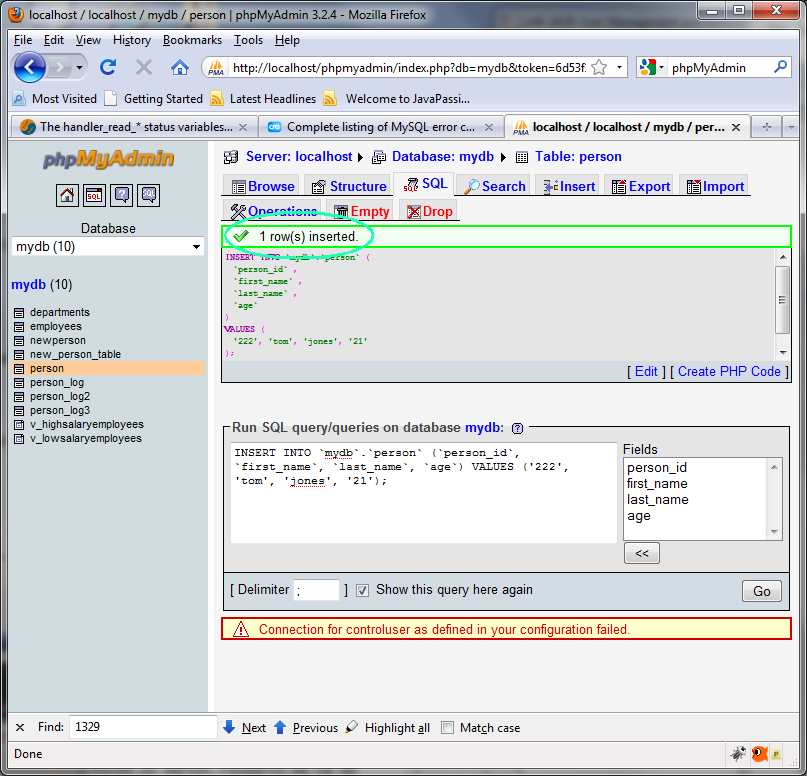 localhost / localhost / mydb / person | phpMyAdmin 3.2.4 - Mozilla Firefox
File Edit View History Bookmarks Tools Help
PMA http://localhost/phpmyadmin/index.php?db=mydb&token=6d53f phpMyAdmin
Most Visited Getting Started Latest Headlines Welcome to JavaPassi...
The handler_read_* status variables... Complete listing of MySQL error c... PMA localhost / localhost / mydb / per...
phpMyAdmin
SQL
Database
mydb (10)
mydb (10)
departments
employees
newperson
new_person_table
person
person_log
person_log2
person_log3
v_highsalaryemployees
v_lowsalaryemployees
Server: localhost Database: mydb Table: person
Browse Structure SQL Search Insert Export Import
Operations Empty Drop
1 row(s) inserted.
INSERT INTO `mydb`.`person` (
`person_id` ,
`first_name` ,
`last_name` ,
`age`
)
VALUES (
'222', 'tom', 'jones', '21'
);
[ Edit ] [ Create PHP Code ]
Run SQL query/queries on database mydb:
INSERT INTO `mydb`.`person` (`person_id`,
`first_name`, `last_name`, `age`) VALUES ('222',
'tom', 'jones', '21');
Fields
person_id
first_name
last_name
age
<<
[ Delimiter ; ] Show this query here again Go
Connection for controluser as defined in your configuration failed.
Find: 1329 Next Previous Highlight all Match case
Done